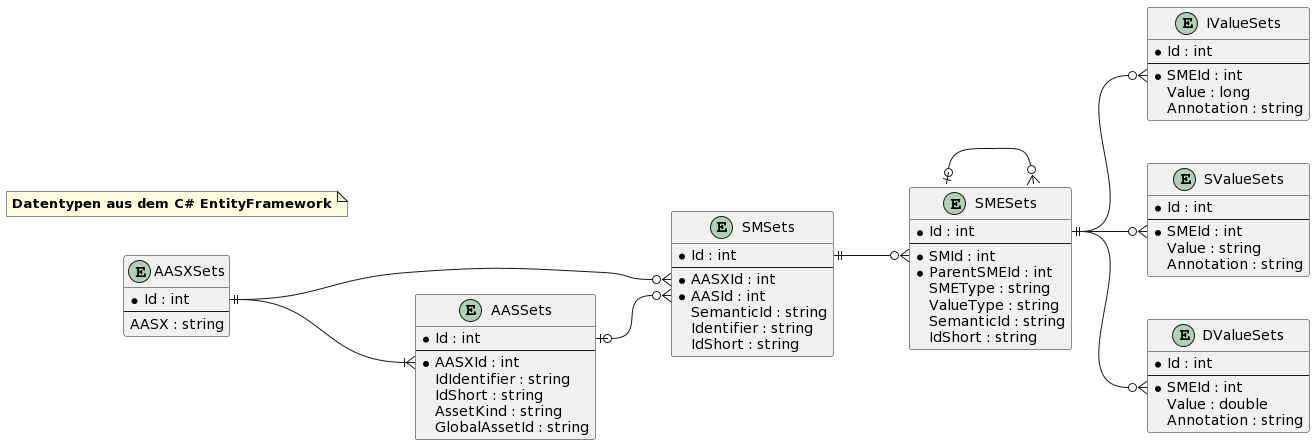 Datentypen aus dem C# EntityFramework
E AASXSets
Id : int
AASX : string
E AASSets
Id : int
AASXId : int
IdIdentifier : string
IdShort : string
AssetKind : string
GlobalAssetId : string
E SMSets
Id : int
AASXId : int
AASId : int
SemanticId : string
Identifier : string
IdShort : string
E SMESets
Id : int
SMId : int
ParentSMEId : int
SMEType : string
ValueType : string
SemanticId : string
IdShort : string
E IValueSets
Id : int
SMEId : int
Value : long
Annotation : string
E SValueSets
Id : int
SMEId : int
Value : string
Annotation : string
E DValueSets
Id : int
SMEId : int
Value : double
Annotation : string